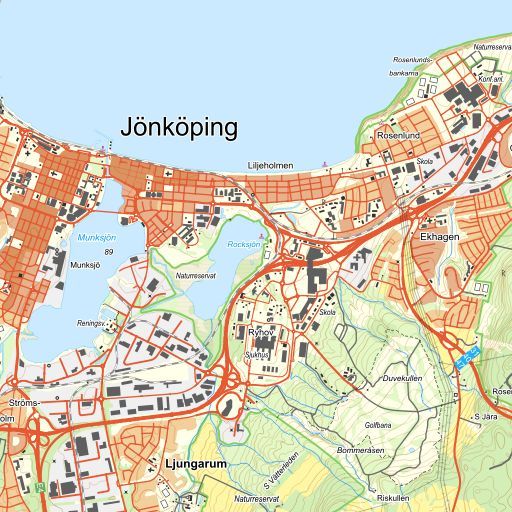 Naturreservat
Rosenlunds-
bankarna
Konf.anl.
Jönköping
Rosenlund
Liljeholmen
Skola
Munksjön
89
Rocksjön
Ekhagen
Munksjö
Naturreservat
Reningsv.
Skola
Ryhov
Sjukhus
Duvekullen
Ströms-
olm
Golfbana
S Jära
Bommeråsen
Ljungarum
S Vätterleden
Naturreservat
Riskullen